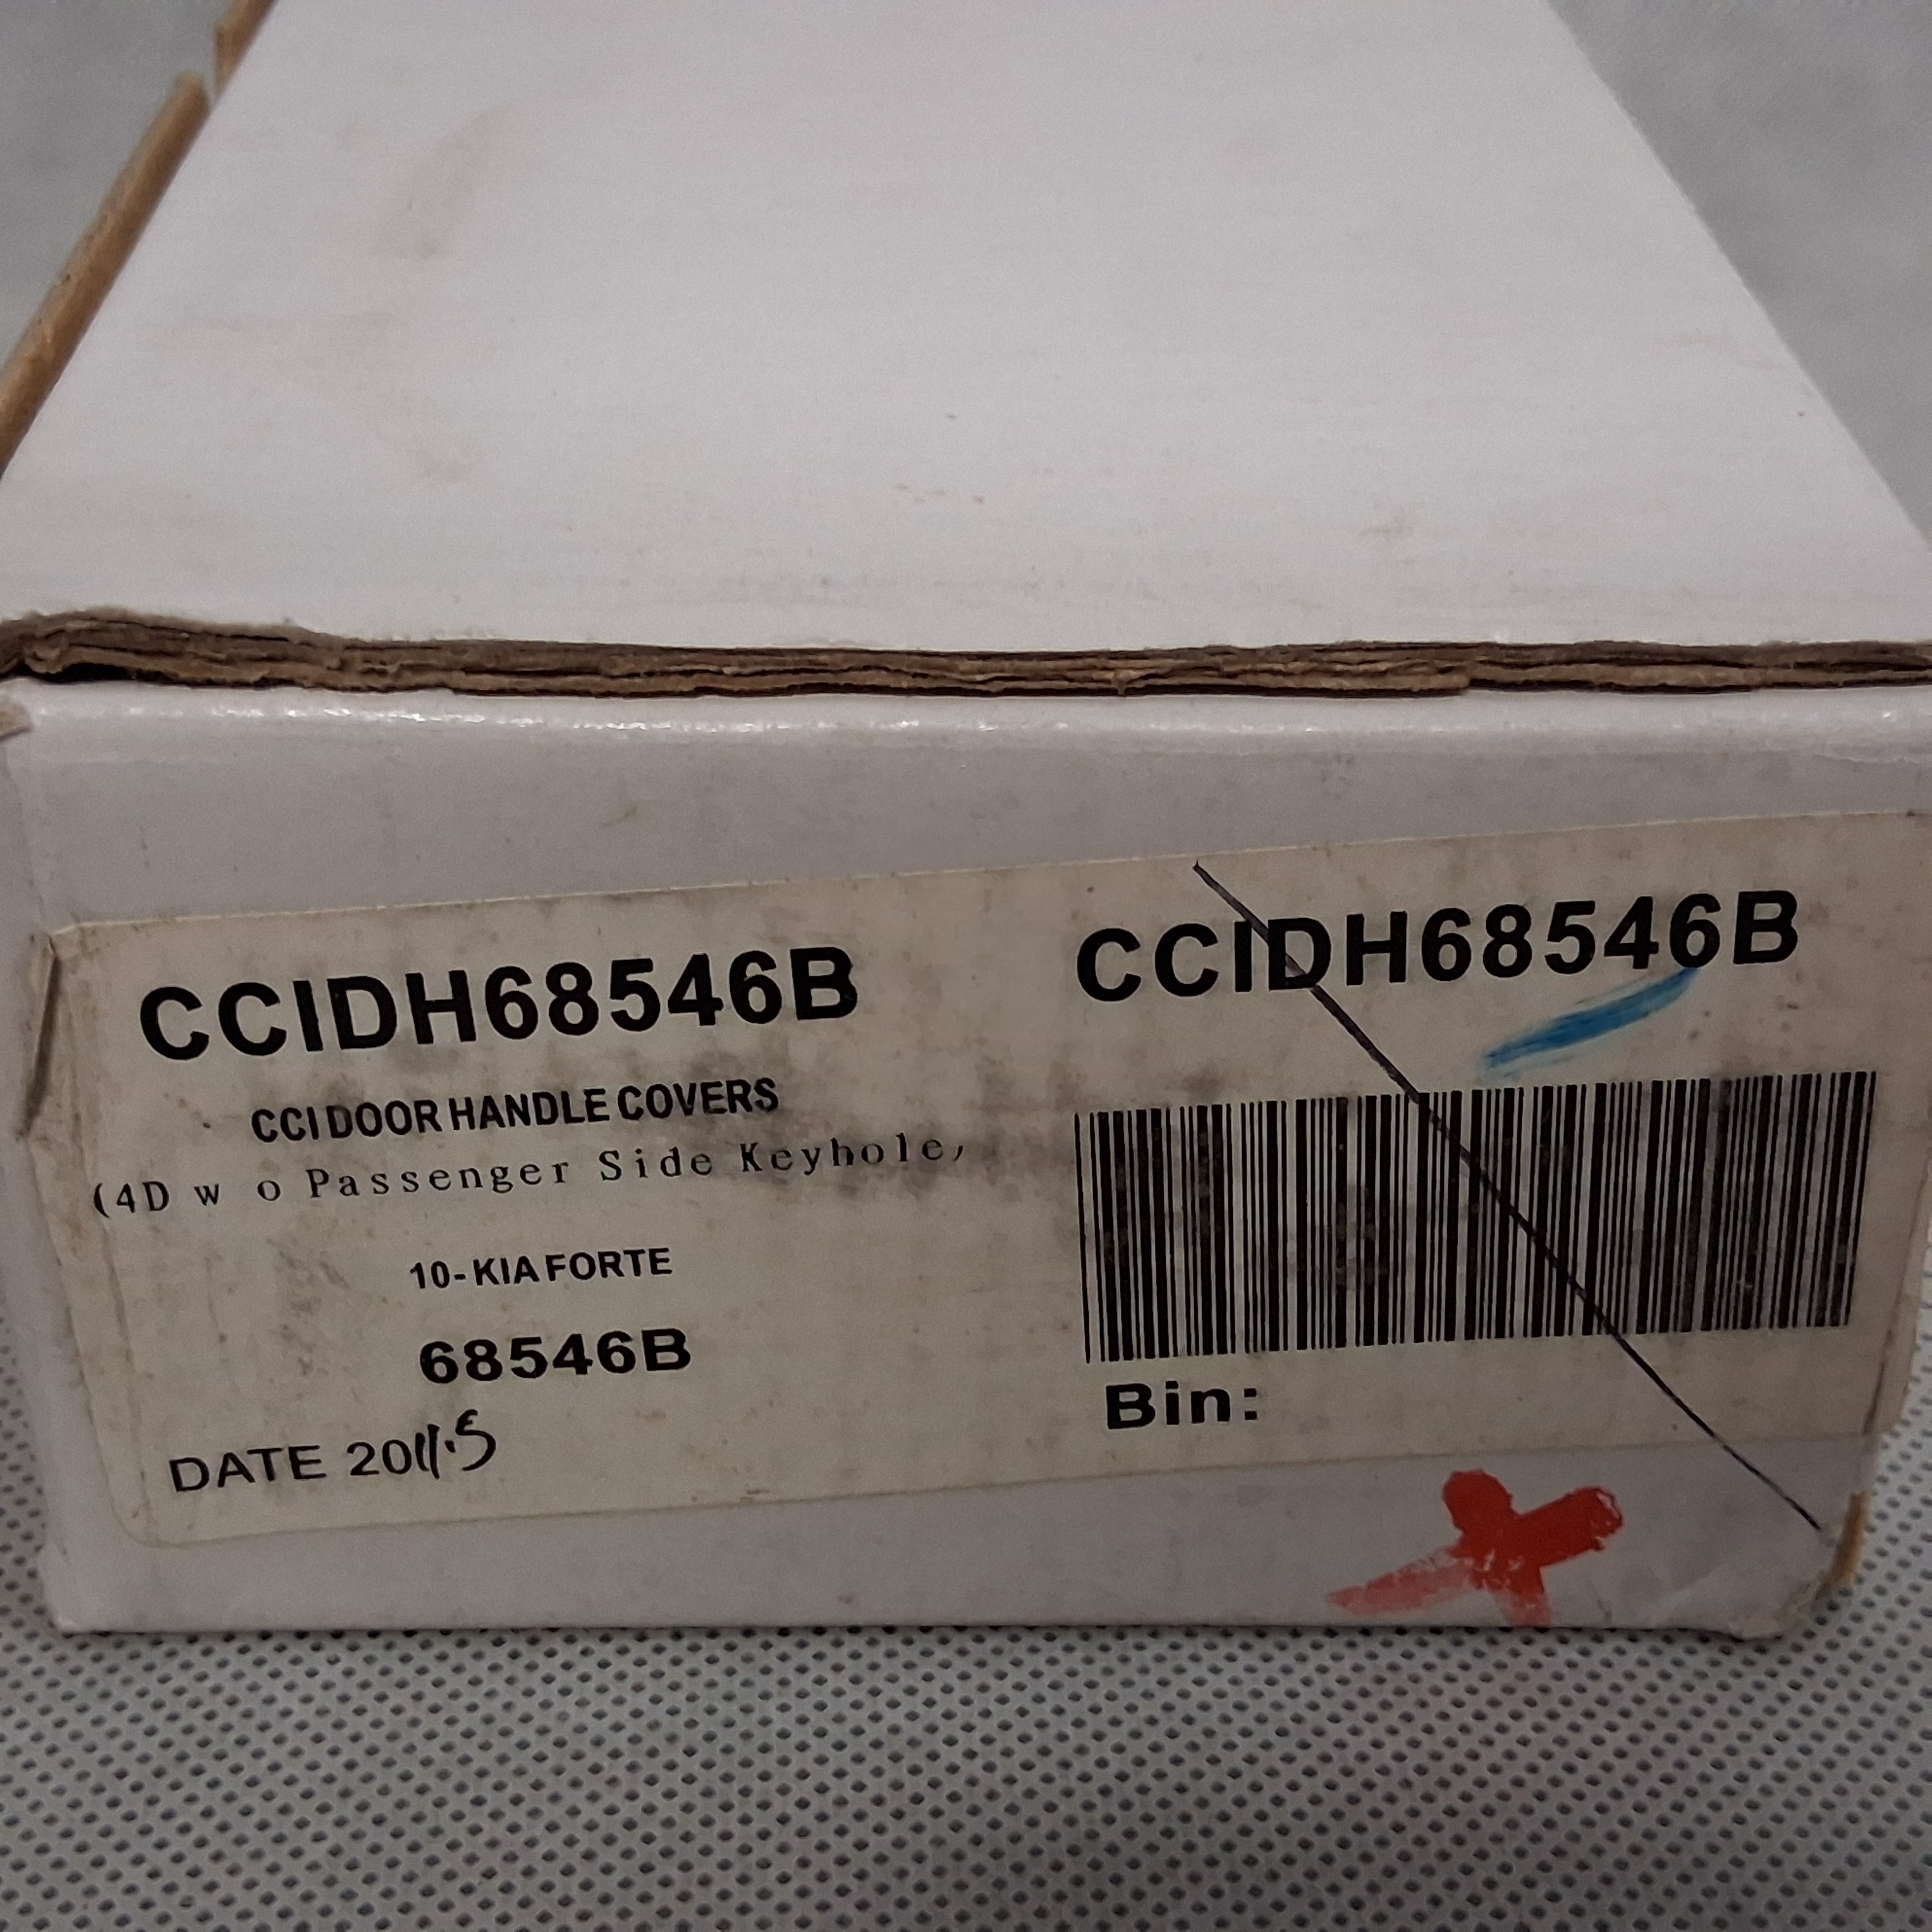 CCIDH68546B
CCI DOOR HANDLE COVERS
(4D w o Passenger Side Keyhole,
10-KIA FORTE
68546B
DATE 2011.5
CCIDH68546B
Bin: